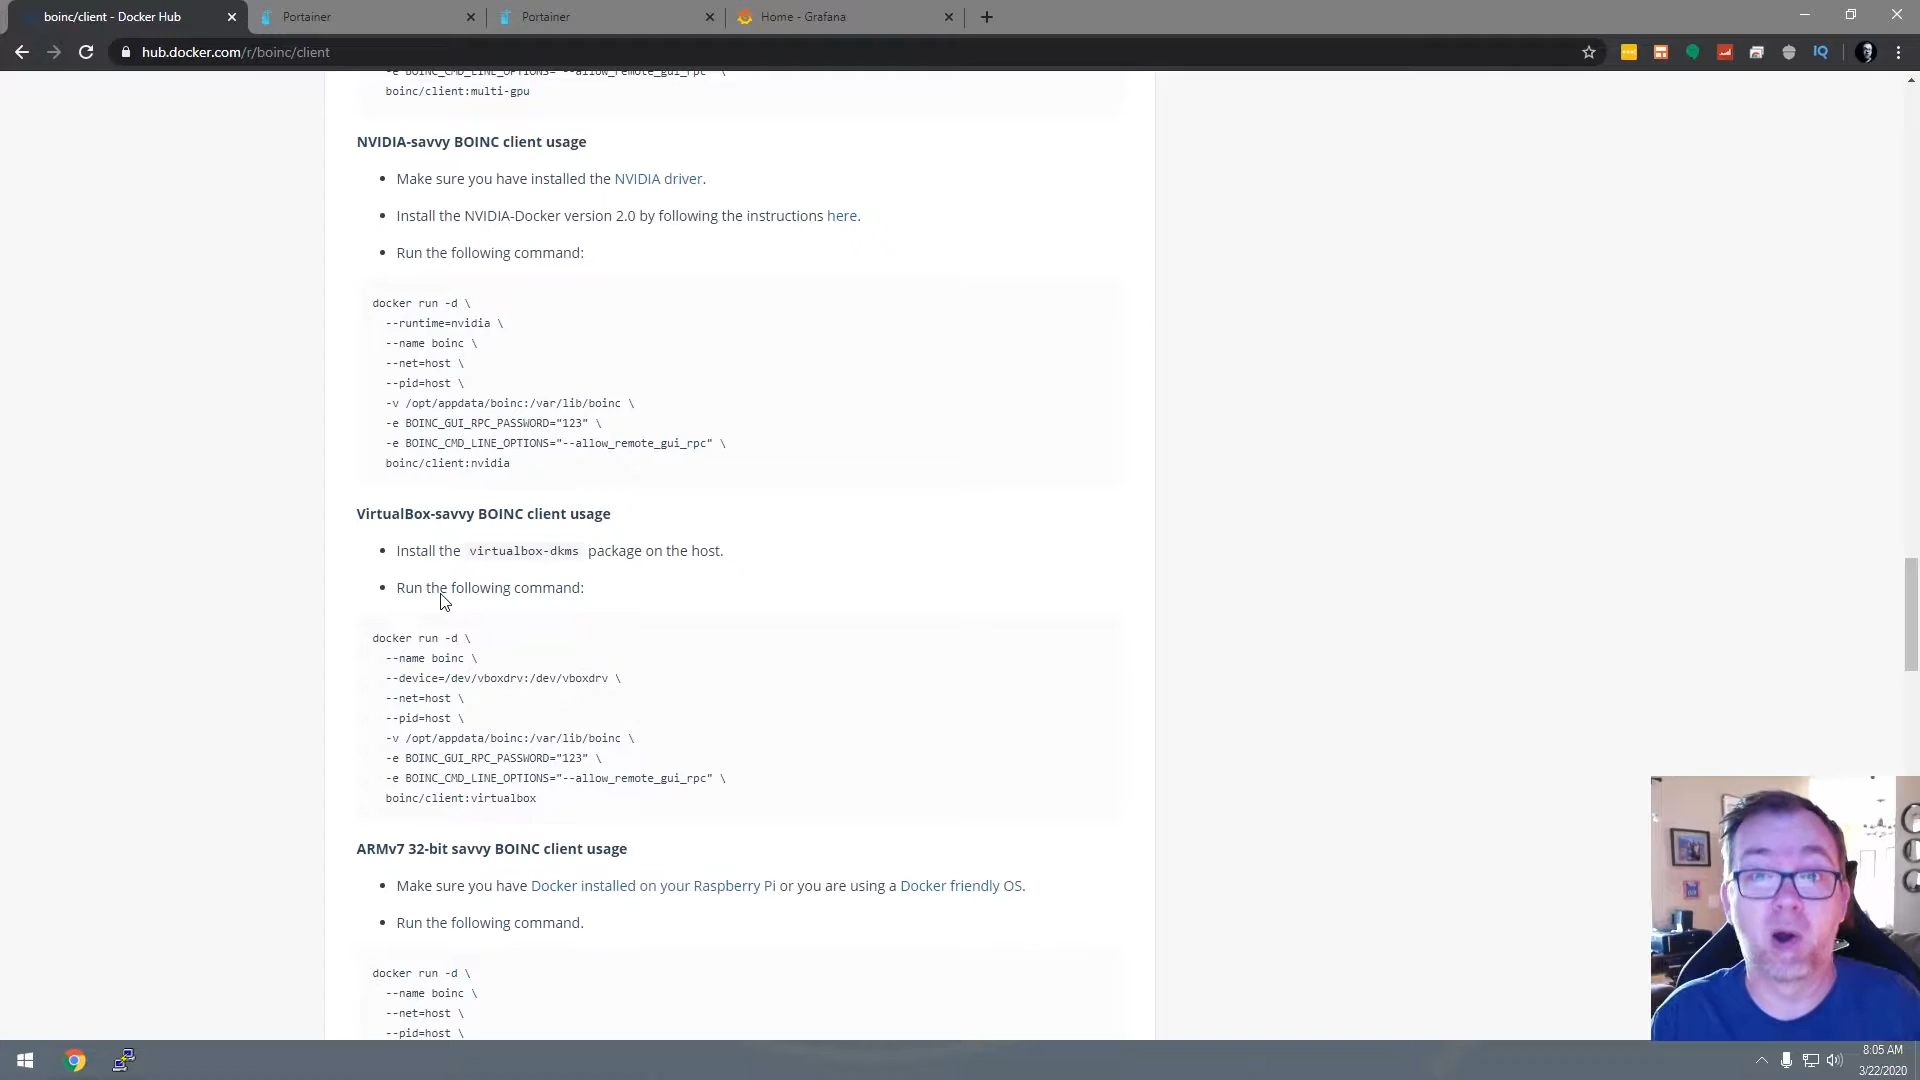 boinc/client - Docker Hub
Portainer
Portainer
Home - Grafana
hub.docker.com/r/boinc/client
IQ
-e BOINC_CMD_LINE_OPTIONS="--allow_remote_gui_rpc" \
boinc/client:multi-gpu
NVIDIA-savvy BOINC client usage
Make sure you have installed the NVIDIA driver.
Install the NVIDIA-Docker version 2.0 by following the instructions here.
Run the following command:
docker run -d \
--runtime=nvidia \
--name boinc \
--net=host \
--pid=host \
-v /opt/appdata/boinc:/var/lib/boinc \
-e BOINC_GUI_RPC_PASSWORD="123" \
-e BOINC_CMD_LINE_OPTIONS="--allow_remote_gui_rpc" \
boinc/client:nvidia
VirtualBox-savvy BOINC client usage
Install the virtualbox-dkms package on the host.
Run the following command:
docker run -d \
--name boinc \
--device=/dev/vboxdrv:/dev/vboxdrv \
--net=host \
--pid=host \
-v /opt/appdata/boinc:/var/lib/boinc \
-e BOINC_GUI_RPC_PASSWORD="123" \
-e BOINC_CMD_LINE_OPTIONS="--allow_remote_gui_rpc" \
boinc/client:virtualbox
ARMv7 32-bit savvy BOINC client usage
Make sure you have Docker installed on your Raspberry Pi or you are using a Docker friendly OS.
Run the following command.
docker run -d \
--name boinc \
--net=host \
--pid=host \
8:05 AM
3/22/2020